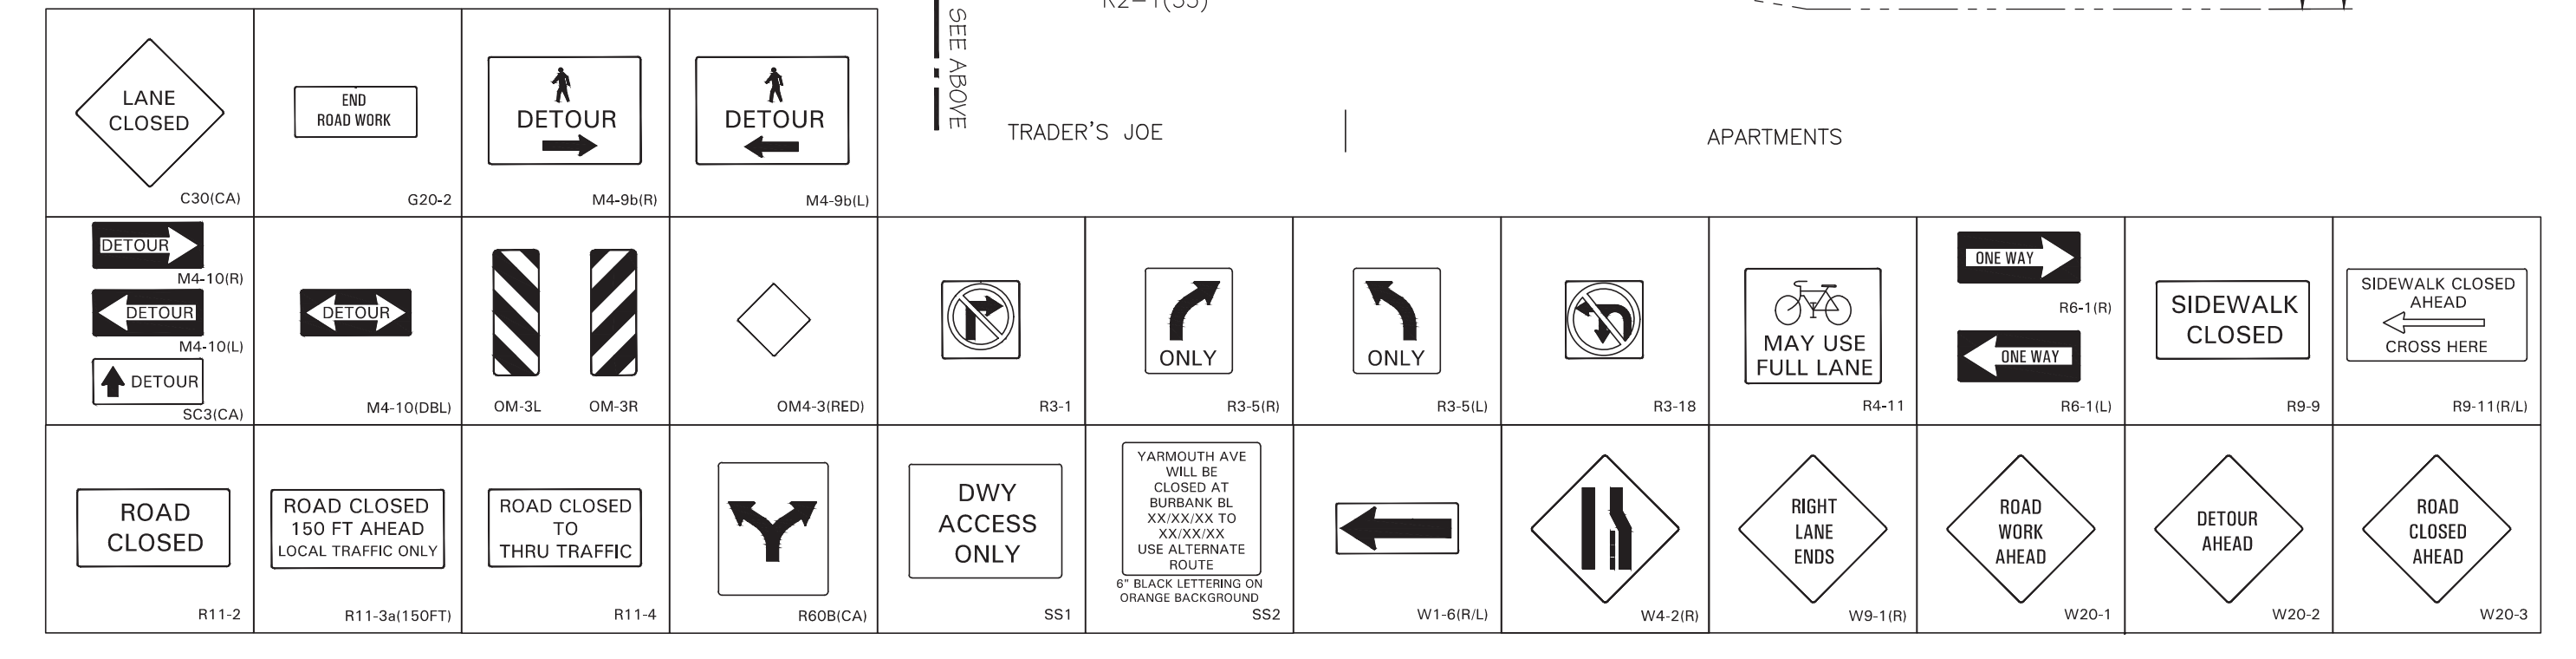 R2-1(35)
SEE ABOVE
TRADER'S JOE
APARTMENTS
LANE
CLOSED
C30(CA)
END
ROAD WORK
G20-2
DETOUR
M4-9b(R)
DETOUR
M4-9b(L)
DETOUR
M4-10(R)
DETOUR
M4-10(L)
DETOUR
SC3(CA)
DETOUR
M4-10(DBL)
OM-3L
OM-3R
OM4-3(RED)
R3-1
ONLY
R3-5(R)
ONLY
R3-5(L)
R3-18
MAY USE
FULL LANE
R4-11
ONE WAY
R6-1(R)
ONE WAY
R6-1(L)
SIDEWALK
CLOSED
R9-9
SIDEWALK CLOSED
AHEAD
CROSS HERE
R9-11(R/L)
ROAD
CLOSED
R11-2
ROAD CLOSED
150 FT AHEAD
LOCAL TRAFFIC ONLY
R11-3a(150FT)
ROAD CLOSED
TO
THRU TRAFFIC
R11-4
R60B(CA)
DWY
ACCESS
ONLY
SS1
YARMOUTH AVE
WILL BE
CLOSED AT
BURBANK BL
XX/XX/XX TO
XX/XX/XX
USE ALTERNATE
ROUTE
6" BLACK LETTERING ON
ORANGE BACKGROUND
SS2
W1-6(R/L)
W4-2(R)
RIGHT
LANE
ENDS
W9-1(R)
ROAD
WORK
AHEAD
W20-1
DETOUR
AHEAD
W20-2
ROAD
CLOSED
AHEAD
W20-3